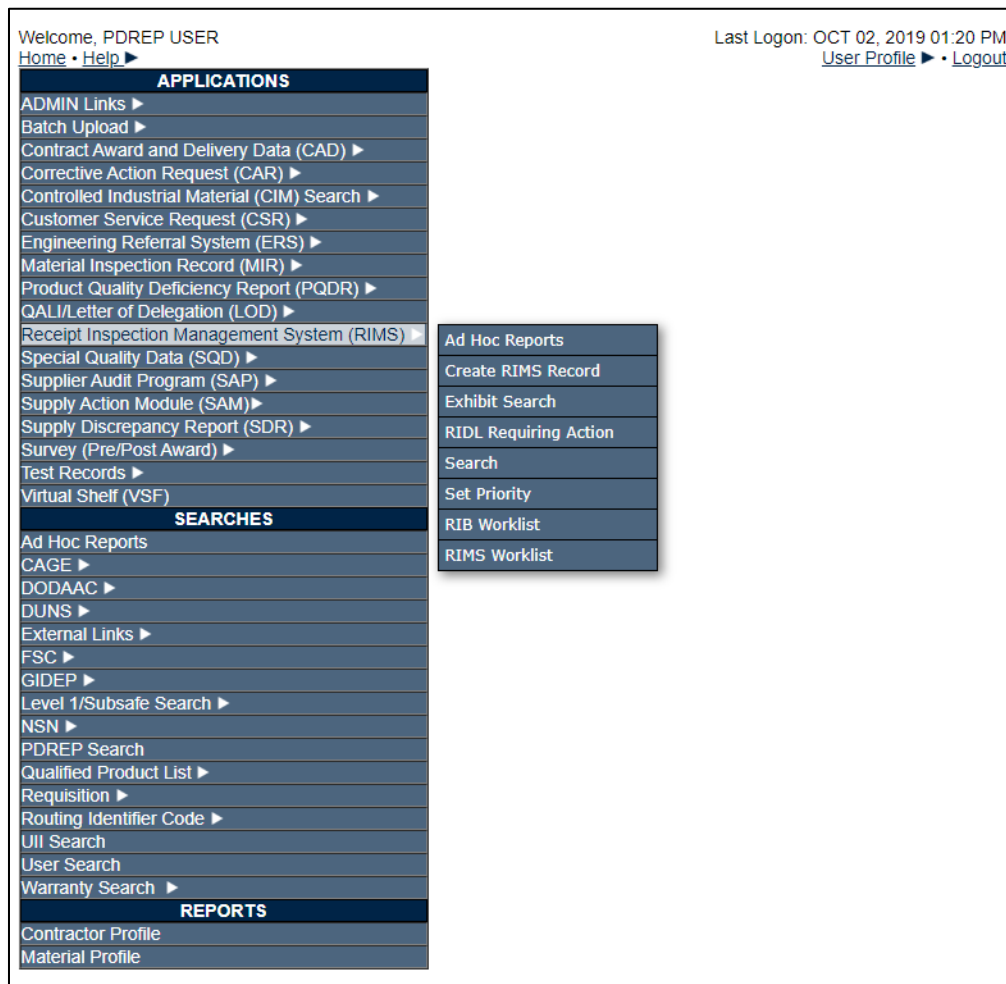 Welcome, PDREP USER
Last Logon: OCT 02, 2019 01:20 PM
Home • Help ▶
User Profile ▶ • Logout
APPLICATIONS
ADMIN Links ▶
Batch Upload ▶
Contract Award and Delivery Data (CAD) ▶
Corrective Action Request (CAR) ▶
Controlled Industrial Material (CIM) Search ▶
Customer Service Request (CSR) ▶
Engineering Referral System (ERS) ▶
Material Inspection Record (MIR) ▶
Product Quality Deficiency Report (PQDR) ▶
QALI/Letter of Delegation (LOD) ▶
Receipt Inspection Management System (RIMS) ▶
Special Quality Data (SQD) ▶
Supplier Audit Program (SAP) ▶
Supply Action Module (SAM)▶
Supply Discrepancy Report (SDR) ▶
Survey (Pre/Post Award) ▶
Test Records ▶
Virtual Shelf (VSF)
Ad Hoc Reports
Create RIMS Record
Exhibit Search
RIDL Requiring Action
Search
Set Priority
RIB Worklist
RIMS Worklist
SEARCHES
Ad Hoc Reports
CAGE ▶
DODAAC ▶
DUNS ▶
External Links ▶
FSC ▶
GIDEP ▶
Level 1/Subsafe Search ▶
NSN ▶
PDREP Search
Qualified Product List ▶
Requisition ▶
Routing Identifier Code ▶
UII Search
User Search
Warranty Search ▶
REPORTS
Contractor Profile
Material Profile